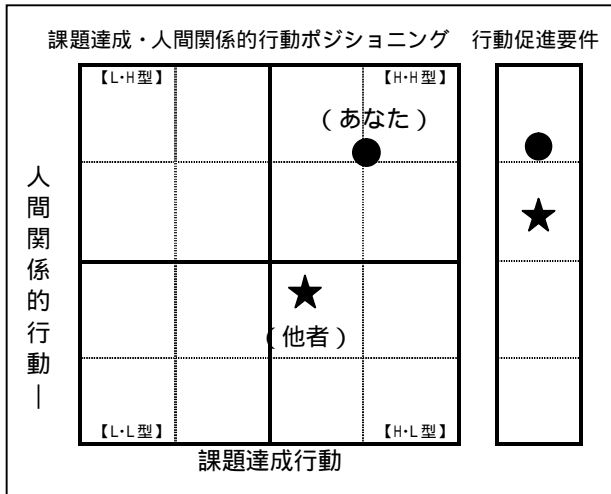 課題達成・人間関係的行動ポジショニング 行動促進要件
【L・H型】 【H・H型】
(あなた)
人間関係的行動―
(他者)
【L・L型】 【H・L型】
課題達成行動